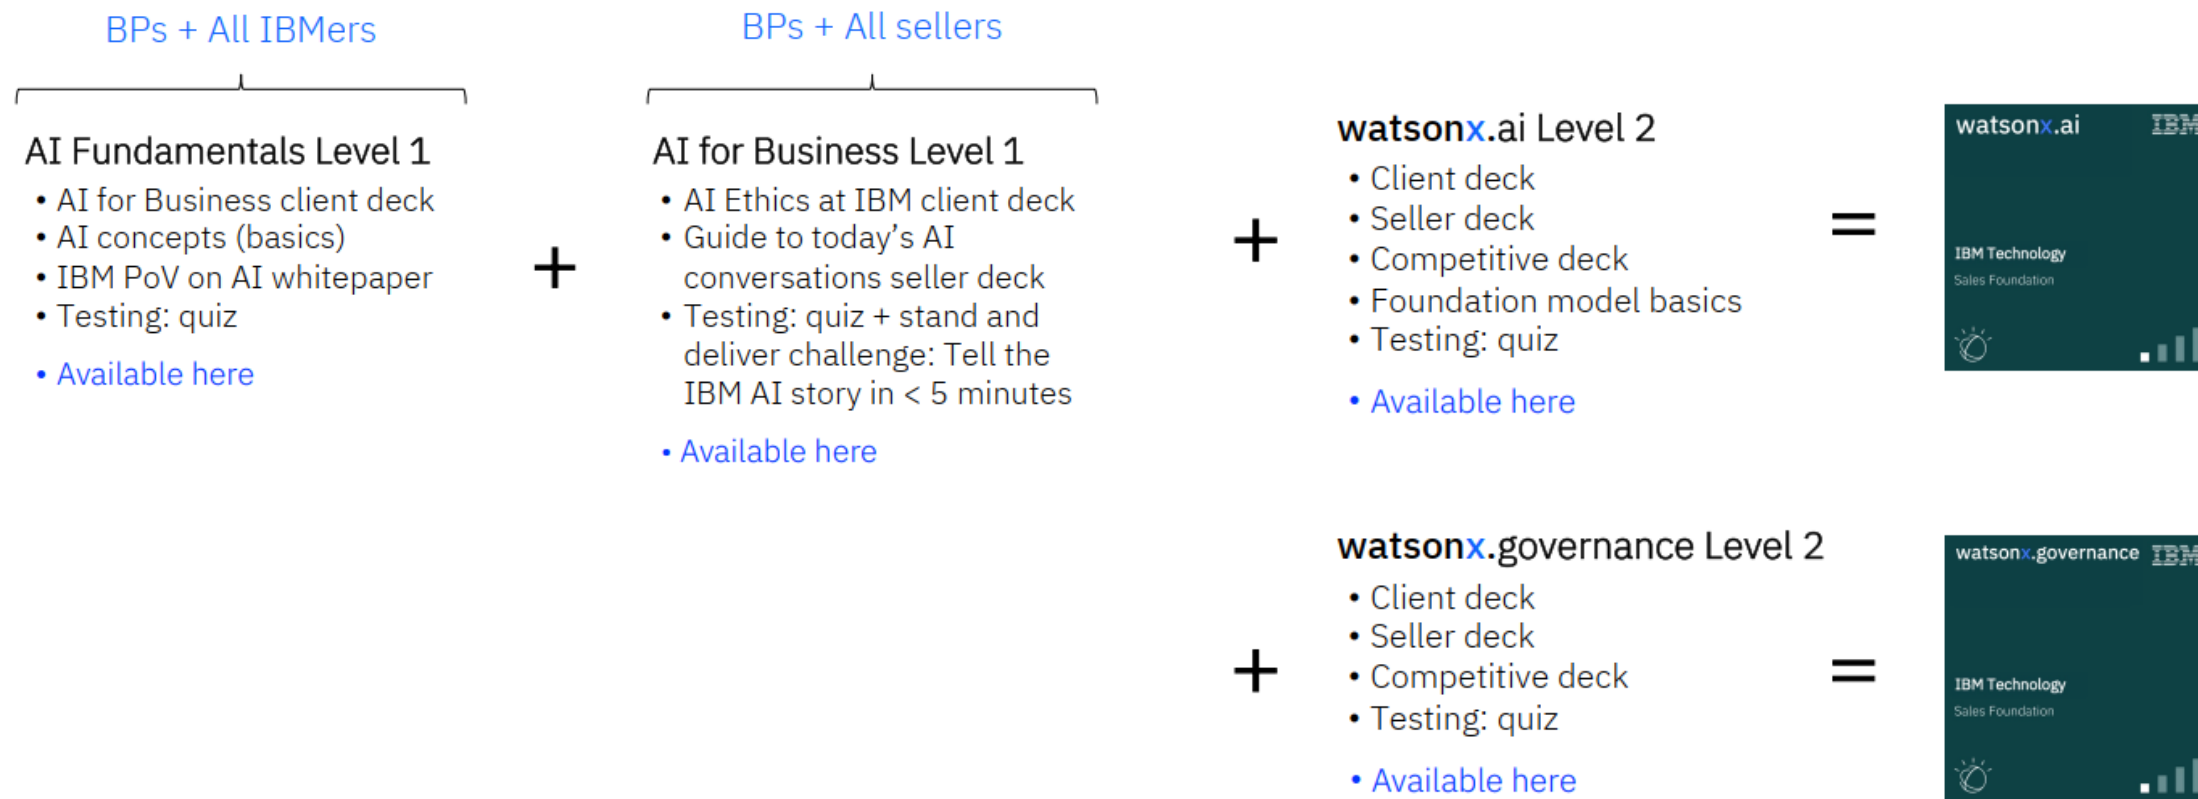 BPs + All IBMers
BPs + All sellers
AI Fundamentals Level 1
• AI for Business client deck
• AI concepts (basics)
• IBM PoV on AI whitepaper
• Testing: quiz
• Available here
+
AI for Business Level 1
• AI Ethics at IBM client deck
• Guide to today’s AI
conversations seller deck
• Testing: quiz + stand and
deliver challenge: Tell the
IBM AI story in < 5 minutes
• Available here
+
watsonx.ai Level 2
• Client deck
• Seller deck
• Competitive deck
• Foundation model basics
• Testing: quiz
• Available here
=
watsonx.ai IBM
IBM Technology
Sales Foundation
+
watsonx.governance Level 2
• Client deck
• Seller deck
• Competitive deck
• Testing: quiz
• Available here
=
watsonx.governance IBM
IBM Technology
Sales Foundation